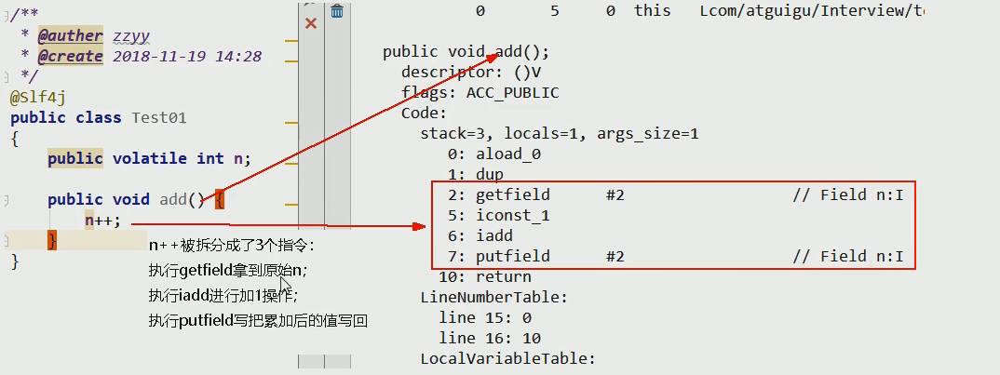 /**
* @auther zzyy
* @create 2018-11-19 14:28
*/
@Slf4j
public class Test01
{
public volatile int n;
public void add() {
n++;
}
}
n++被拆分成了3个指令：
执行getfield拿到原始n；
执行iadd进行加1操作；
执行putfield写把累加后的值写回
0 5 0 this Lcom/atguigu/Interview/t
public void add();
descriptor: ()V
flags: ACC_PUBLIC
Code:
stack=3, locals=1, args_size=1
0: aload_0
1: dup
2: getfield #2 // Field n:I
5: iconst_1
6: iadd
7: putfield #2 // Field n:I
10: return
LineNumberTable:
line 15: 0
line 16: 10
LocalVariableTable: